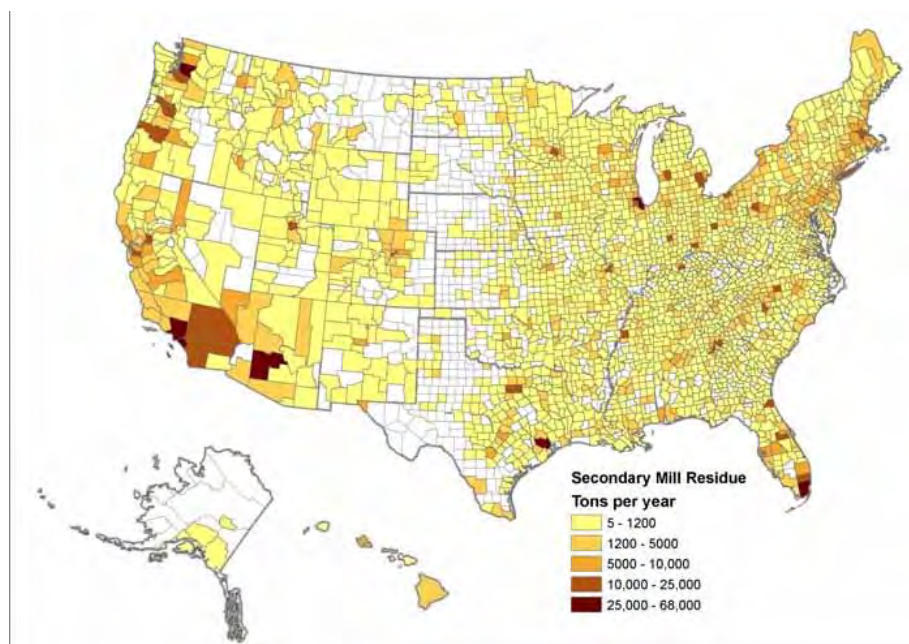 Secondary Mill Residue
Tons per year
5 - 1200
1200 - 5000
5000 - 10,000
10,000 - 25,000
25,000 - 68,000